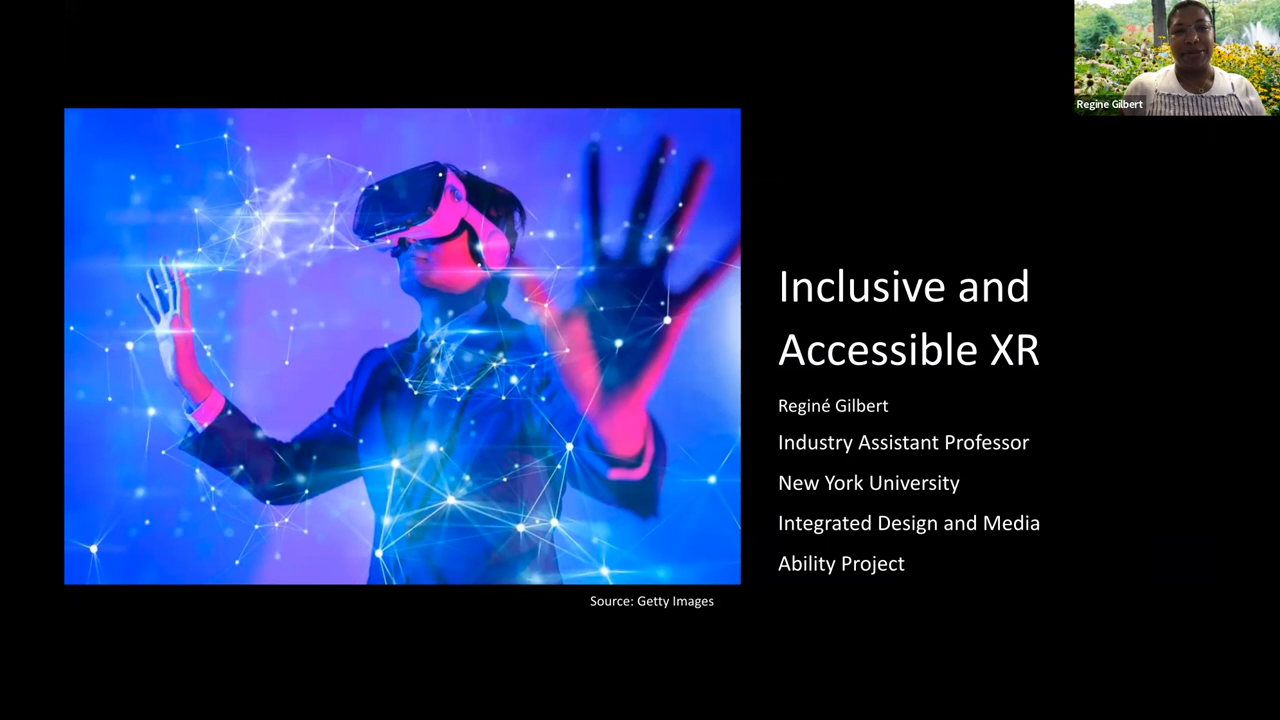 Regine Gilbert
Inclusive and
Accessible XR
Reginé Gilbert
Industry Assistant Professor
New York University
Integrated Design and Media
Ability Project
Source: Getty Images